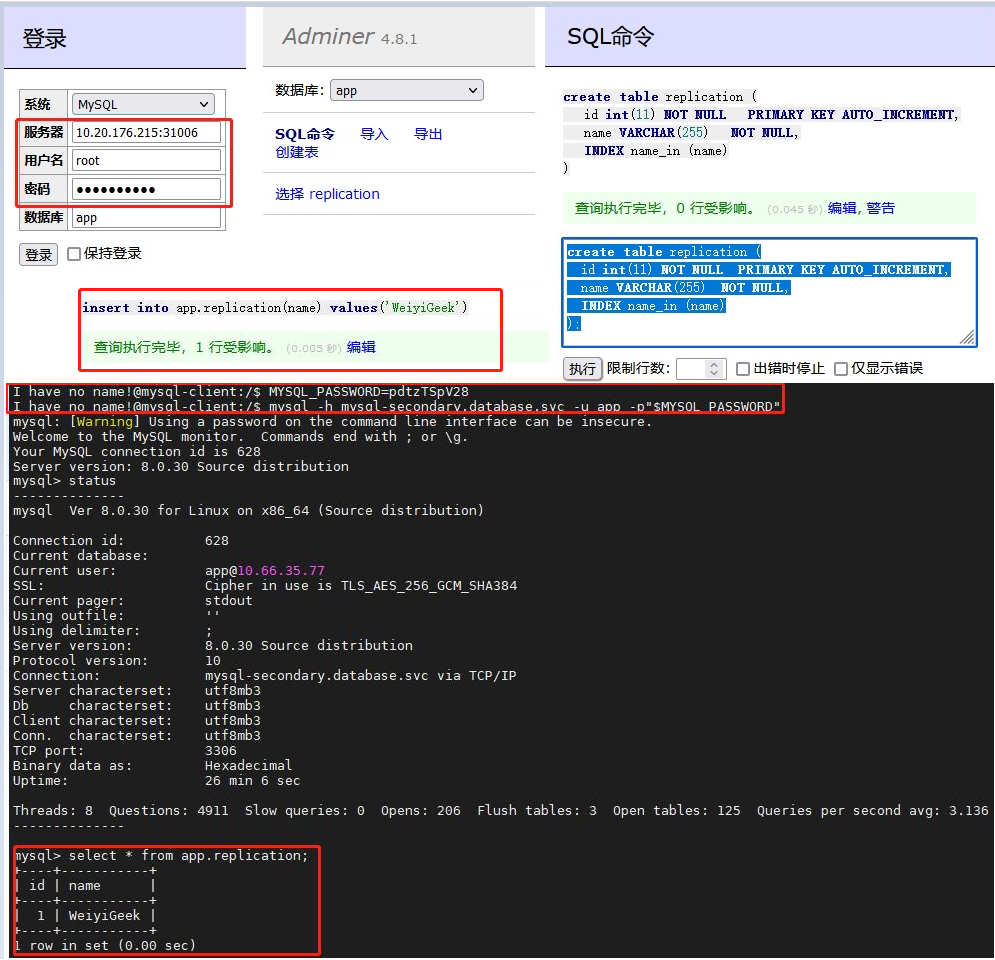 登录
系统 MySQL
服务器 10.20.176.215:31006
用户名 root
密码 ●●●●●●●●●●
数据库 app
登录 保持登录
Adminer 4.8.1
数据库: app
SQL命令 导入 导出
创建表
选择 replication
SQL命令
create table replication (
id int(11) NOT NULL PRIMARY KEY AUTO_INCREMENT,
name VARCHAR(255) NOT NULL,
INDEX name_in (name)
)
查询执行完毕，0 行受影响。 (0.045 秒) 编辑, 警告
create table replication (
id int(11) NOT NULL PRIMARY KEY AUTO_INCREMENT,
name VARCHAR(255) NOT NULL,
INDEX name_in (name)
);
执行 限制行数: 出错时停止 仅显示错误
insert into app.replication(name) values('WeiyiGeek')
查询执行完毕，1 行受影响。 (0.005 秒) 编辑
I have no name!@mysql-client:/$ MYSQL_PASSWORD=pdtzTSpV28
I have no name!@mysql-client:/$ mysql -h mysql-secondary.database.svc -u app -p"$MYSQL_PASSWORD"
mysql: [Warning] Using a password on the command line interface can be insecure.
Welcome to the MySQL monitor.  Commands end with ; or \g.
Your MySQL connection id is 628
Server version: 8.0.30 Source distribution
mysql> status
--------------
mysql  Ver 8.0.30 for Linux on x86_64 (Source distribution)
Connection id: 628
Current database:
Current user: app@10.66.35.77
SSL: Cipher in use is TLS_AES_256_GCM_SHA384
Current pager: stdout
Using outfile: ''
Using delimiter: ;
Server version: 8.0.30 Source distribution
Protocol version: 10
Connection: mysql-secondary.database.svc via TCP/IP
Server characterset: utf8mb3
Db characterset: utf8mb3
Client characterset: utf8mb3
Conn. characterset: utf8mb3
TCP port: 3306
Binary data as: Hexadecimal
Uptime: 26 min 6 sec
Threads: 8  Questions: 4911  Slow queries: 0  Opens: 206  Flush tables: 3  Open tables: 125  Queries per second avg: 3.136
--------------
mysql> select * from app.replication;
+----+-----------+
| id | name      |
+----+-----------+
|  1 | WeiyiGeek |
+----+-----------+
1 row in set (0.00 sec)